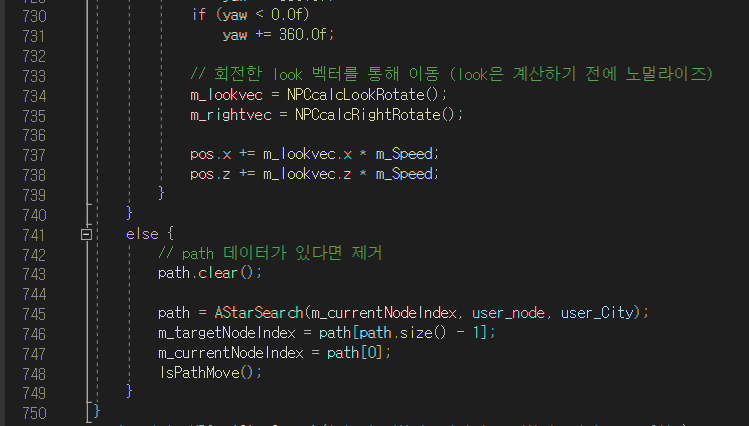 730 if (yaw < 0.0f)
731 yaw += 360.0f;
732
733 // 회전한 look 벡터를 통해 이동 (look은 계산하기 전에 노멀라이즈)
734 m_lookvec = NPCcalcLookRotate();
735 m_rightvec = NPCcalcRightRotate();
736
737 pos.x += m_lookvec.x * m_Speed;
738 pos.z += m_lookvec.z * m_Speed;
739 }
740 }
741 else {
742 // path 데이터가 있다면 제거
743 path.clear();
744
745 path = AStarSearch(m_currentNodeIndex, user_node, user_City);
746 m_targetNodeIndex = path[path.size() - 1];
747 m_currentNodeIndex = path[0];
748 IsPathMove();
749 }
750 }